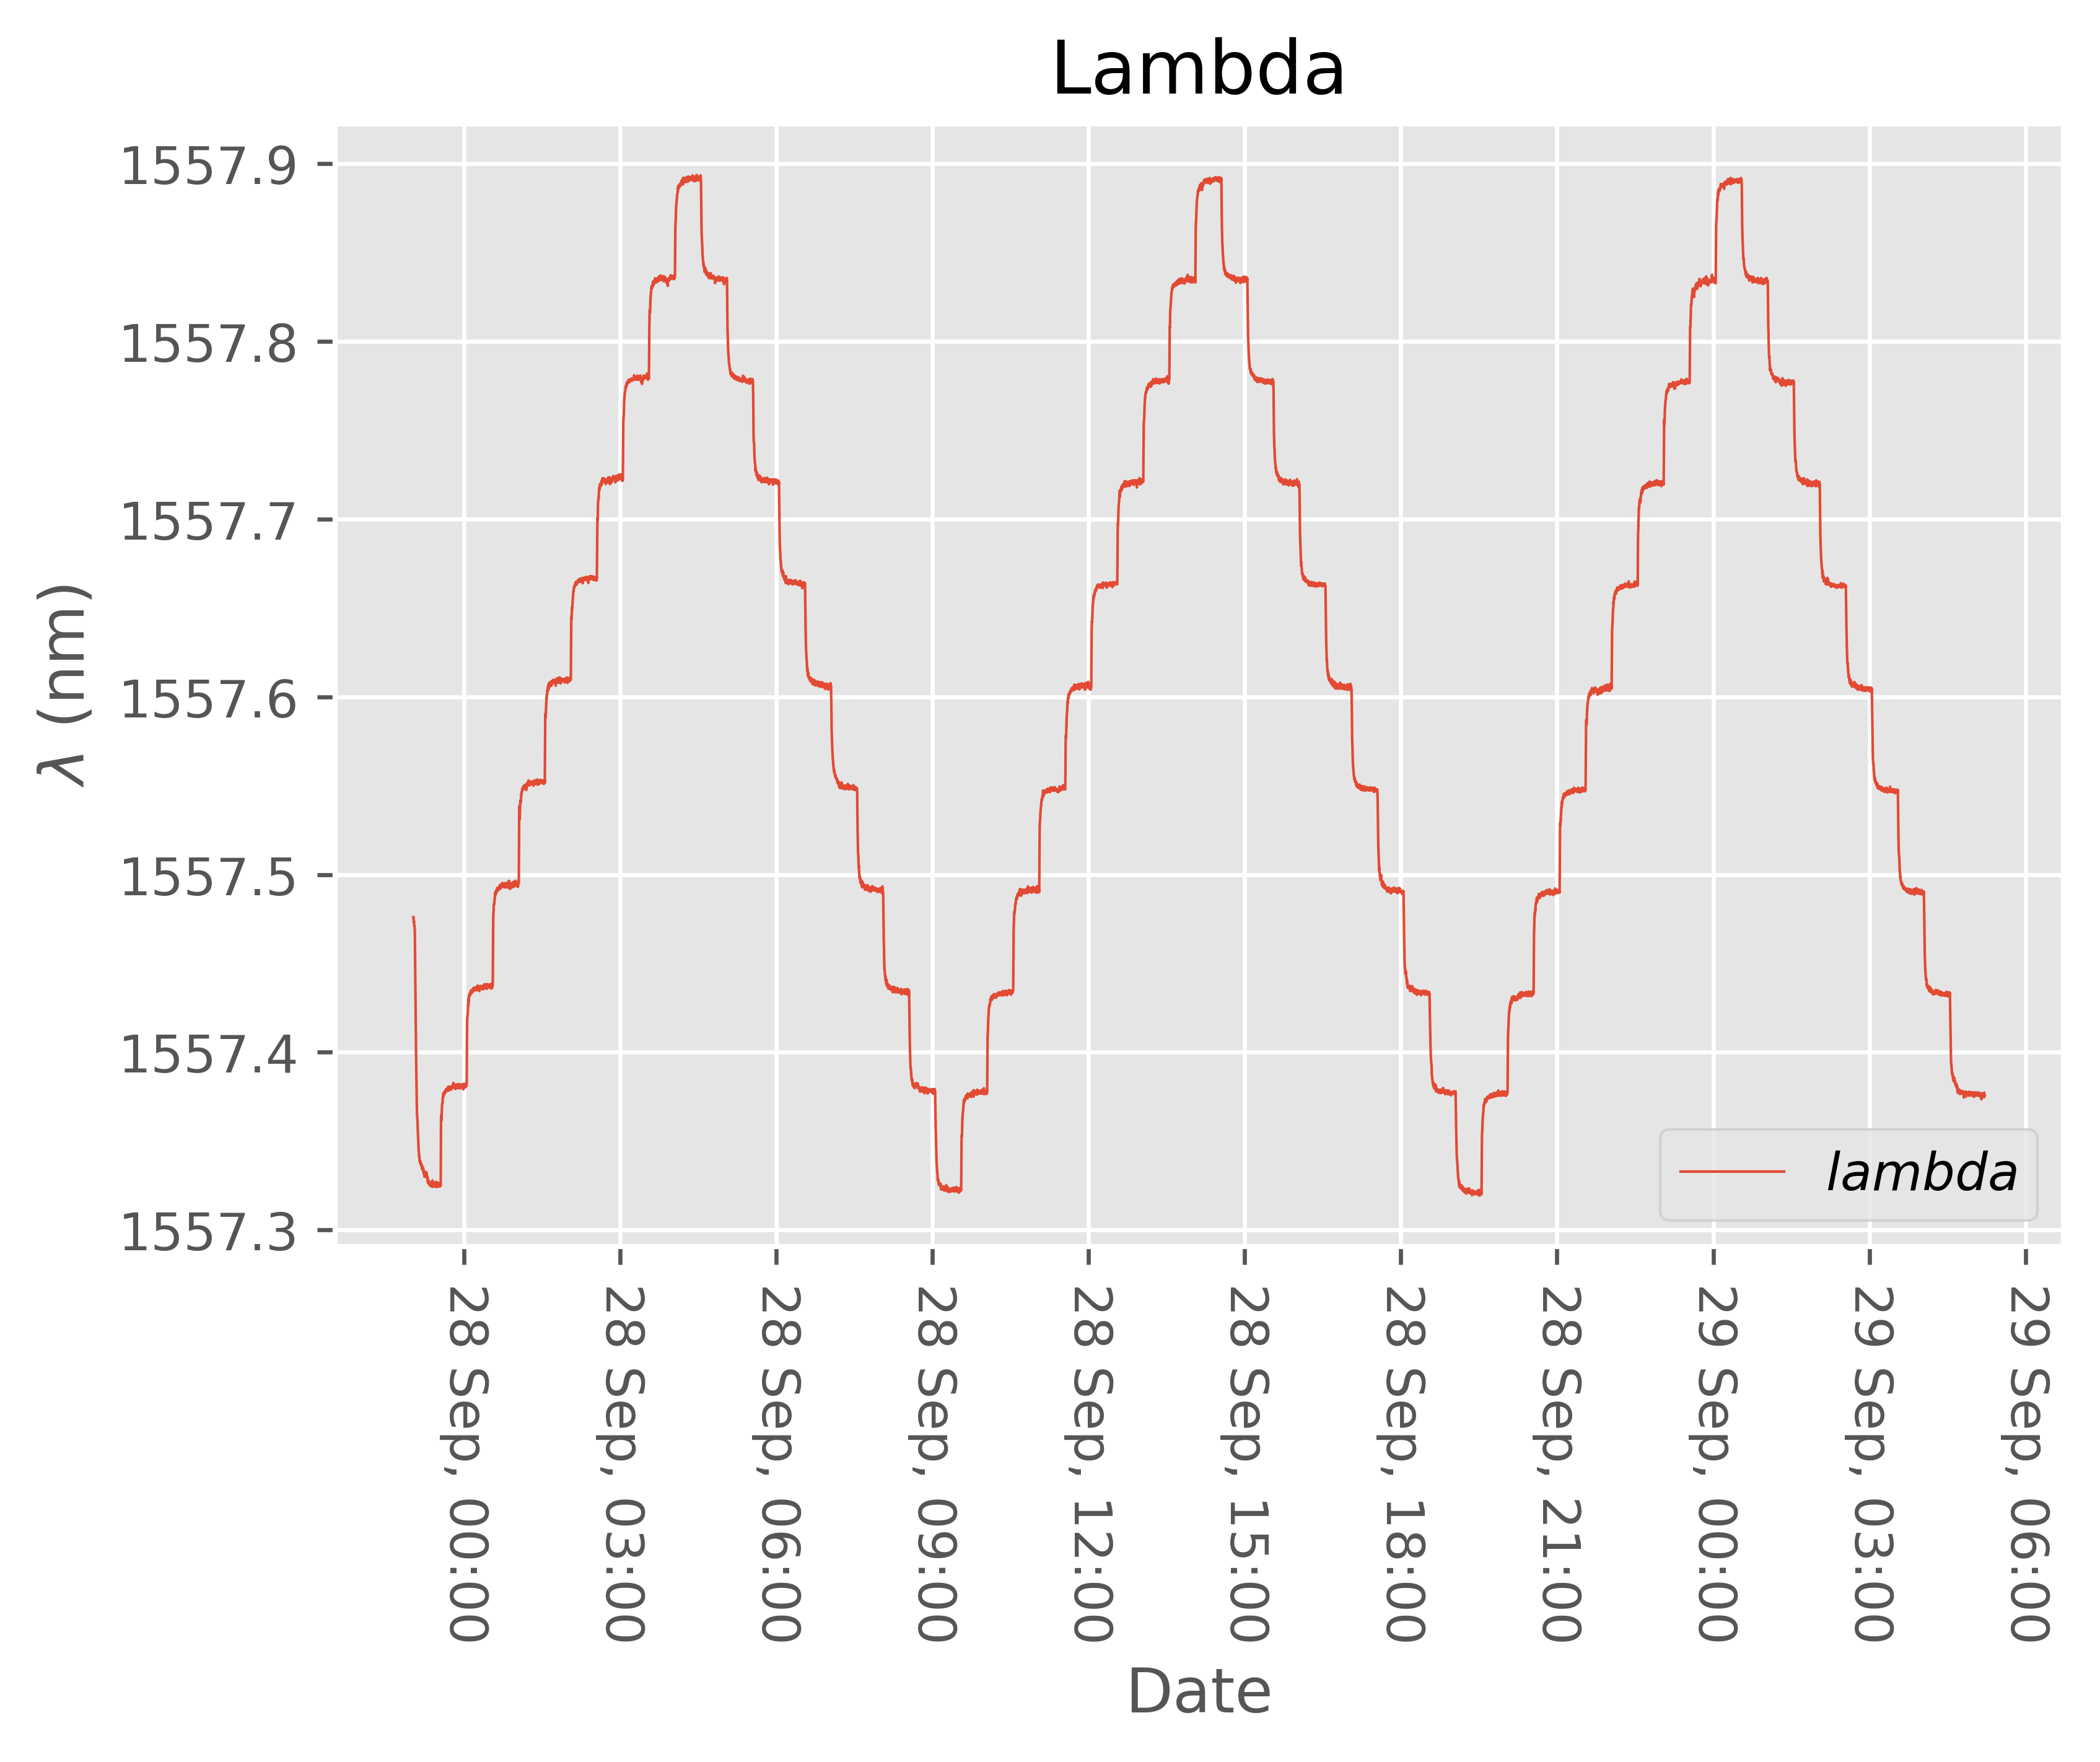 Lambda
λ (nm)
1557.9
1557.8
1557.7
1557.6
1557.5
1557.4
1557.3
lambda
28 Sep, 00:00
28 Sep, 03:00
28 Sep, 06:00
28 Sep, 09:00
28 Sep, 12:00
28 Sep, 15:00
28 Sep, 18:00
28 Sep, 21:00
29 Sep, 00:00
29 Sep, 03:00
29 Sep, 06:00
Date